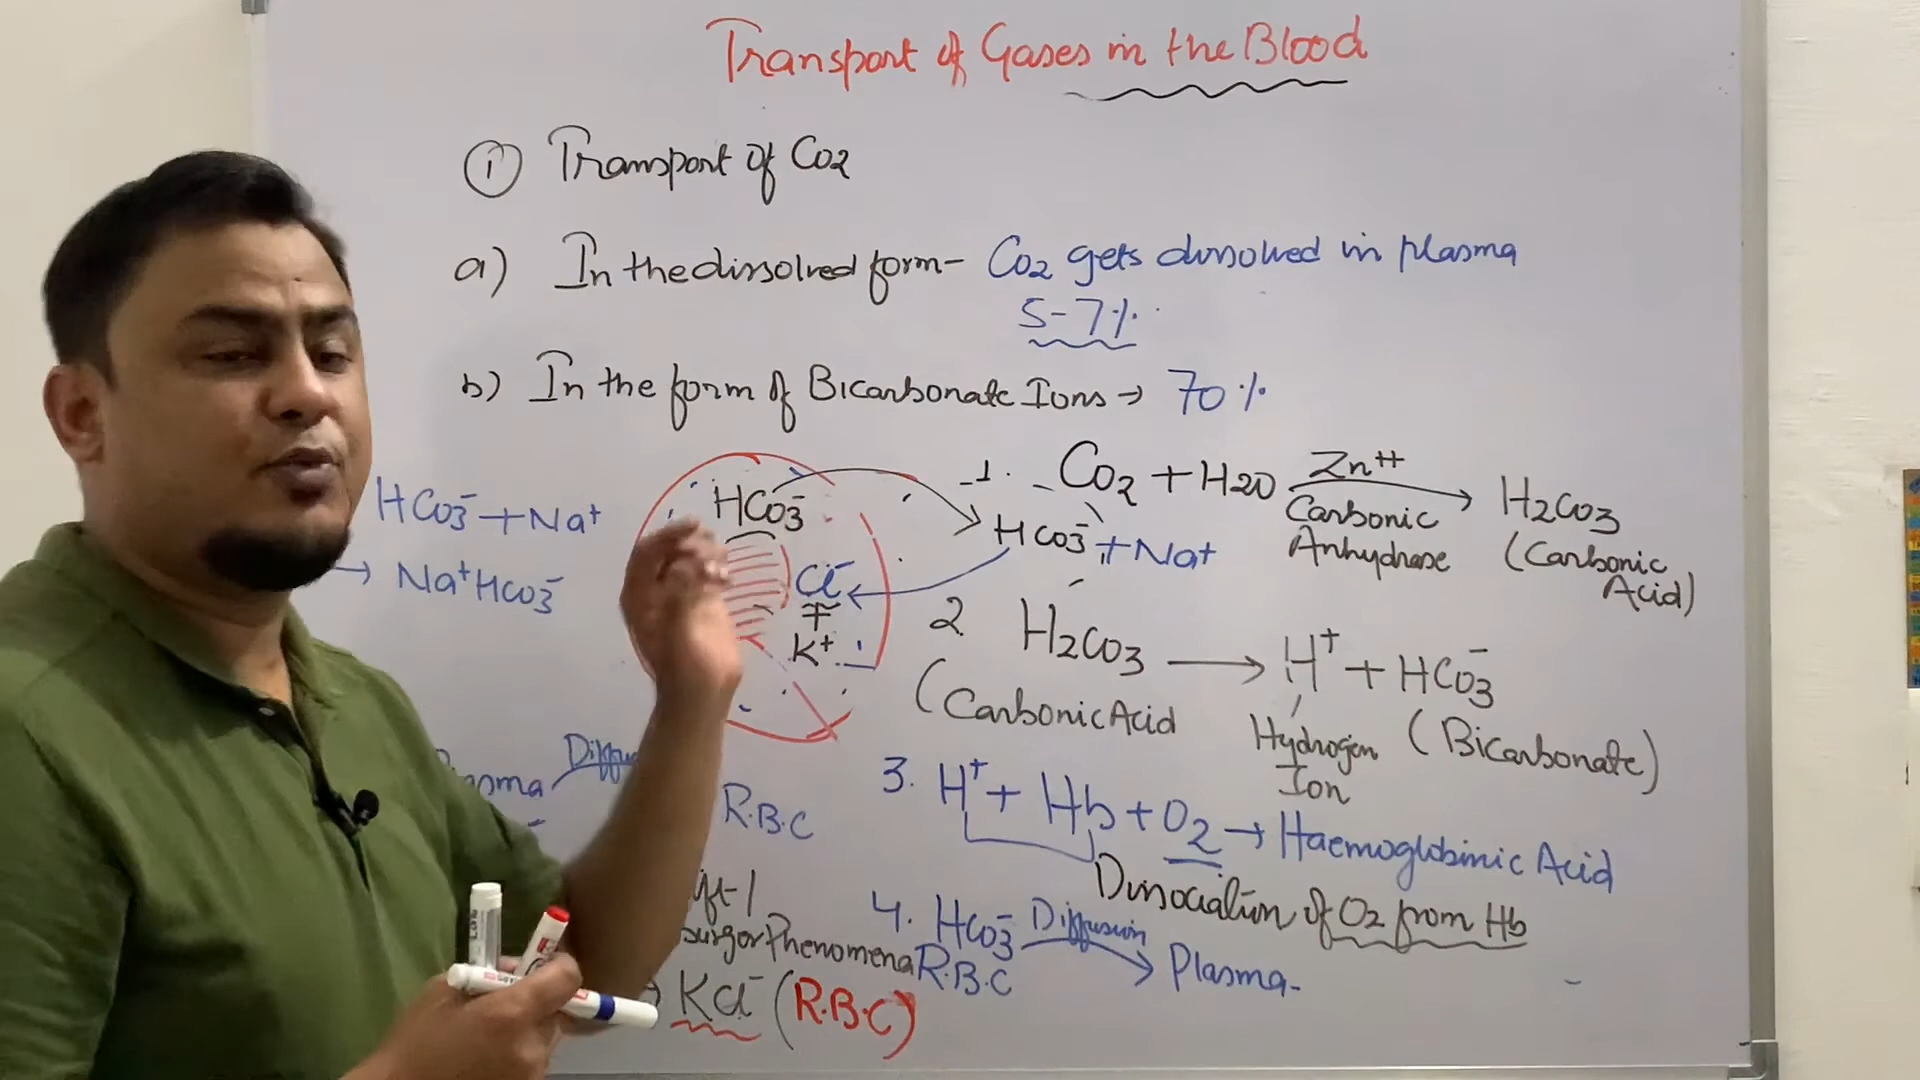 Transport of Gases in the Blood
① Transport of Co2
a) In the dissolved form - Co2 gets dissolved in plasma
5-7%
b) In the form of Bicarbonate Ions → 70%
HCo3⁻ + Na⁺
→ Na⁺HCo3⁻
HCo3⁻
Cl⁻
+
K⁺
1. Co2 + H2O Zn⁺⁺ → H2Co3
Carbonic Anhydrase
(Carbonic Acid)
HCo3⁻ + Na⁺
2. H2Co3 → H⁺ + HCo3⁻
(Carbonic Acid
Hydrogen Ion
(Bicarbonate)
R.B.C
3. H⁺ + Hb + O2 → Haemoglobinic Acid
Dissociation of O2 from Hb
4. HCo3⁻ Diffusion → Plasma.
R.B.C
Phenomena
KCl⁻ (R.B.C)